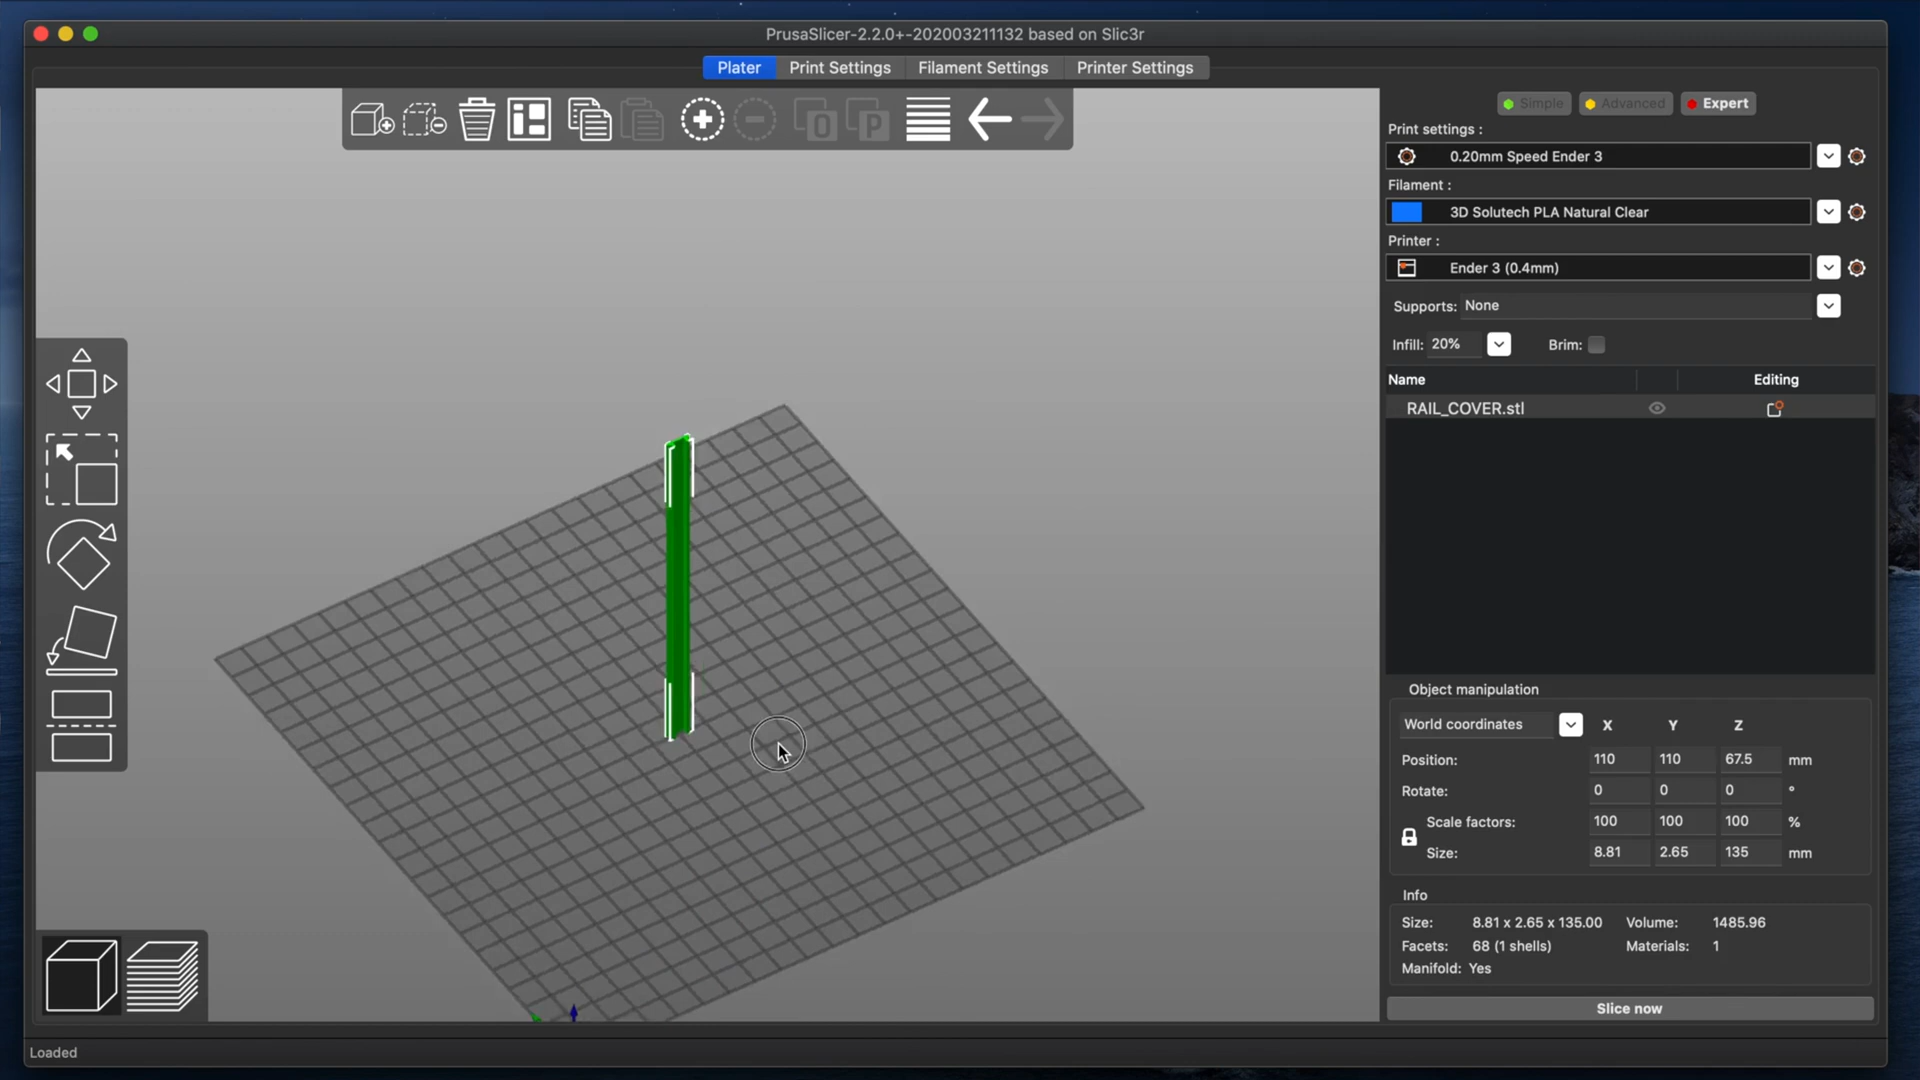 PrusaSlicer-2.2.0+-202003211132 based on Slic3r
Plater Print Settings Filament Settings Printer Settings
Simple Advanced Expert
Print settings :
0.20mm Speed Ender 3
Filament :
3D Solutech PLA Natural Clear
Printer :
Ender 3 (0.4mm)
Supports: None
Infill: 20% Brim:
Name Editing
RAIL_COVER.stl
Object manipulation
World coordinates X Y Z
Position: 110 110 67.5 mm
Rotate: 0 0 0 °
Scale factors: 100 100 100 %
Size: 8.81 2.65 135 mm
Info
Size: 8.81 x 2.65 x 135.00 Volume: 1485.96
Facets: 68 (1 shells) Materials: 1
Manifold: Yes
Slice now
Loaded